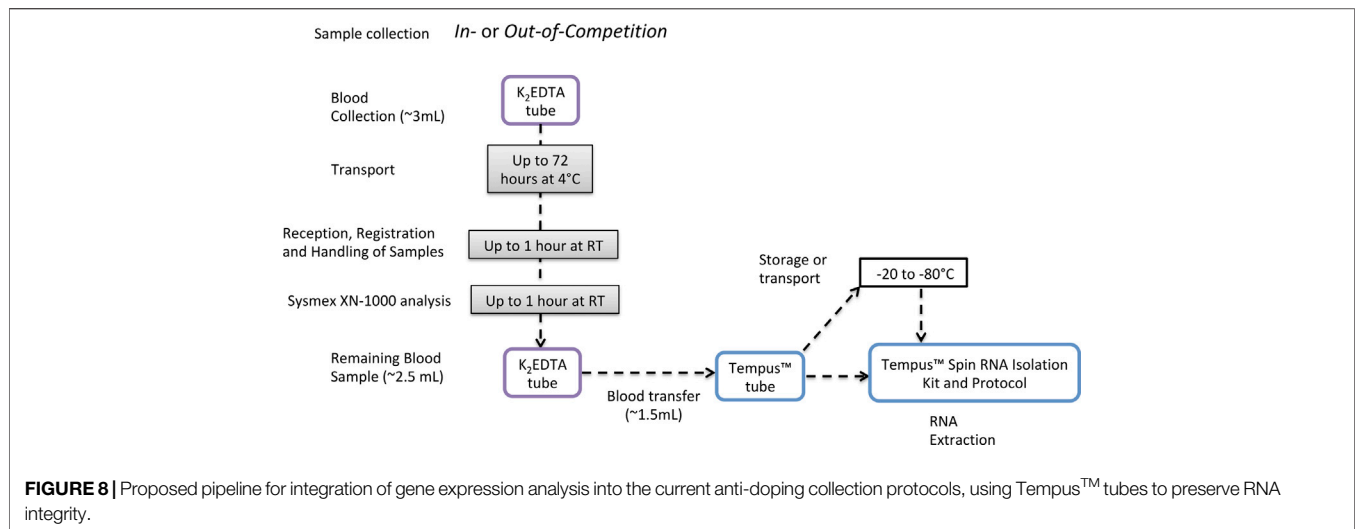 Sample collection In- or Out-of-Competition
Blood
Collection (~3mL)
K₂EDTA
tube
Transport
Up to 72
hours at 4°C
Reception, Registration
and Handling of Samples
Up to 1 hour at RT
Sysmex XN-1000 analysis
Up to 1 hour at RT
Storage or
transport
-20 to -80°C
Remaining Blood
Sample (~2.5 mL)
K₂EDTA
tube
Blood transfer
(~1.5mL)
Tempus™
tube
Tempus™ Spin RNA Isolation
Kit and Protocol
RNA
Extraction
FIGURE 8 | Proposed pipeline for integration of gene expression analysis into the current anti-doping collection protocols, using Tempus™ tubes to preserve RNA
integrity.